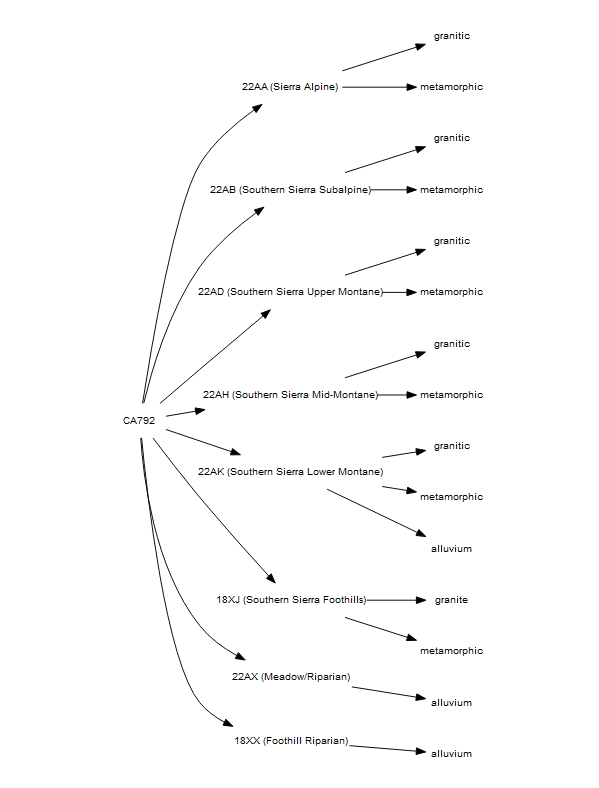 granitic
22AA (Sierra Alpine)
metamorphic
granitic
22AB (Southern Sierra Subalpine)
metamorphic
granitic
22AD (Southern Sierra Upper Montane)
metamorphic
granitic
22AH (Southern Sierra Mid-Montane)
metamorphic
CA792
granitic
22AK (Southern Sierra Lower Montane)
metamorphic
alluvium
18XJ (Southern Sierra Foothills)
granite
metamorphic
22AX (Meadow/Riparian)
alluvium
18XX (Foothill Riparian)
alluvium